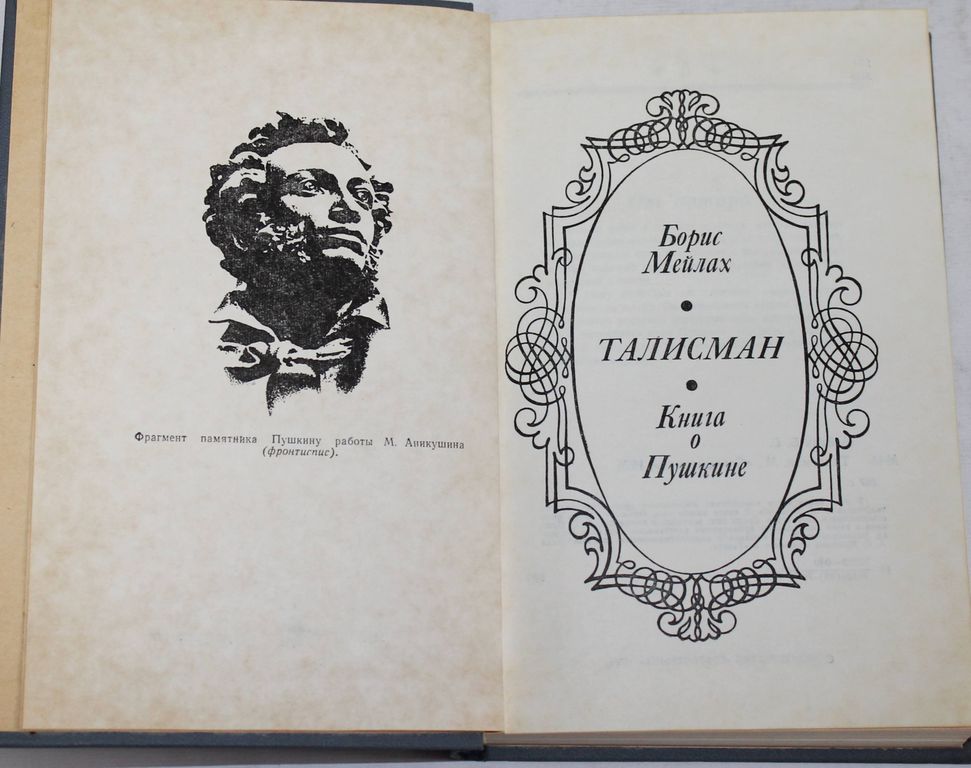 Фрагмент памятника Пушкину работы М. Аникушина
(фронтиспис).
Борис
Мейлах
•
ТАЛИСМАН
•
Книга
о
Пушкине